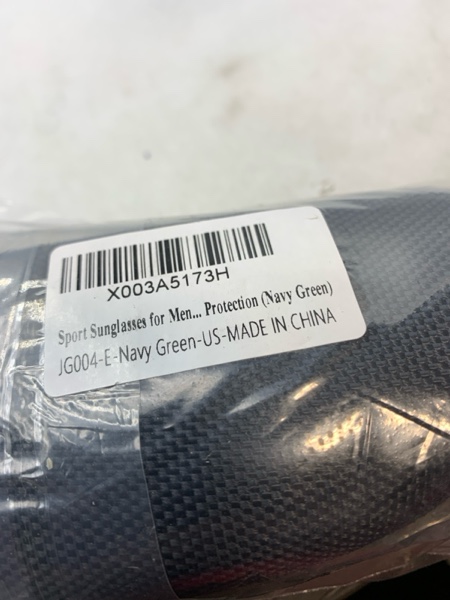 X003A5173H
Sport Sunglasses for Men... Protection (Navy Green)
JG004-E-Navy Green-US-MADE IN CHINA